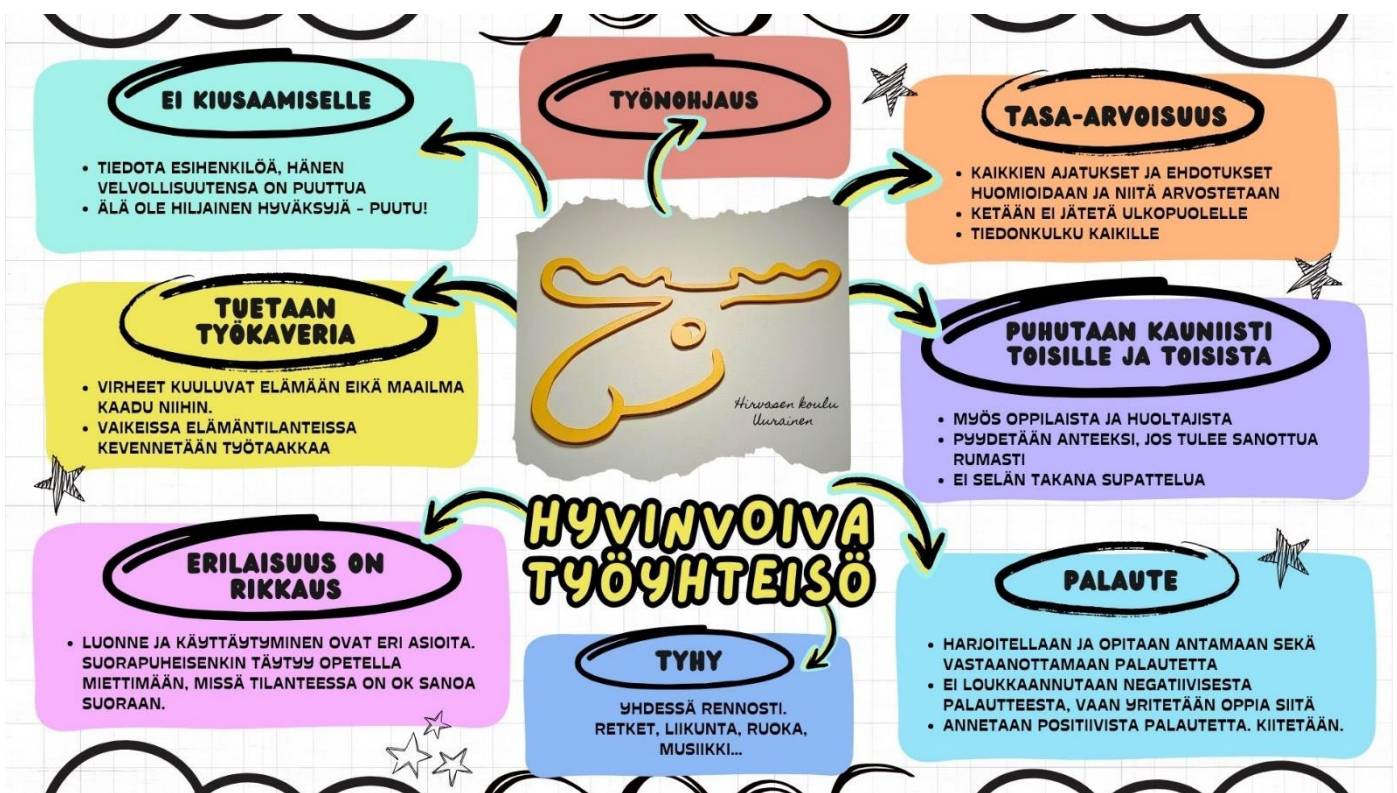 EI KIUSAAMISELLE
• TIEDOTA ESIHENKILÖÄ, HÄNEN
VELVOLLISUUTENSA ON PUUTTUA
• ÄLÄ OLE HILJAINEN HYVÄKSYJÄ - PUUTU!
TYÖNOHJAUS
TASA-ARVOISUUS
• KAIKKIEN AJATUKSET JA EHDOTUKSET
HUOMIOIDAAN JA NIITÄ ARVOSTETAAN
• KETÄÄN EI JÄTETÄ ULKOPUOLELLE
• TIEDONKULKU KAIKILLE
TUETAAN
TYÖKAVERIA
• VIRHEET KUULUVAT ELÄMÄÄN EIKÄ MAAILMA
KAADU NIIHIN.
• VAIKEISSA ELÄMÄNTILANTEISSA
KEVENNETÄÄN TYÖTAAKKAA
Hirvasen koulu
Uurainen
PUHUTAAN KAUNIISTI
TOISILLE JA TOISISTA
• MYÖS OPPILAISTA JA HUOLTAJISTA
• PYYDETÄÄN ANTEEKSI, JOS TULEE SANOTTUA
RUMASTI
• EI SELÄN TAKANA SUPATTELUA
HYVINVOIVA
TYÖYHTEISÖ
ERILAISUUS ON
RIKKAUS
• LUONNE JA KÄYTTÄYTYMINEN OVAT ERI ASIOITA.
SUORAPUHEISENKIN TÄYTYY OPETELLA
MIETTIMÄÄN, MISSÄ TILANTEESSA ON OK SANOA
SUORAAN.
TYHY
YHDESSÄ RENNOSTI.
RETKET, LIIKUNTA, RUOKA,
MUSIIKKI...
PALAUTE
• HARJOITELLAAN JA OPITAAN ANTAMAAN SEKÄ
VASTAANOTTAMAAN PALAUTETTA
• EI LOUKKAANNUTAAN NEGATIIVISESTA
PALAUTTEESTA, VAAN YRITETÄÄN OPPIA SIITÄ
• ANNETAAN POSITIIVISTA PALAUTETTA. KIITETÄÄN.